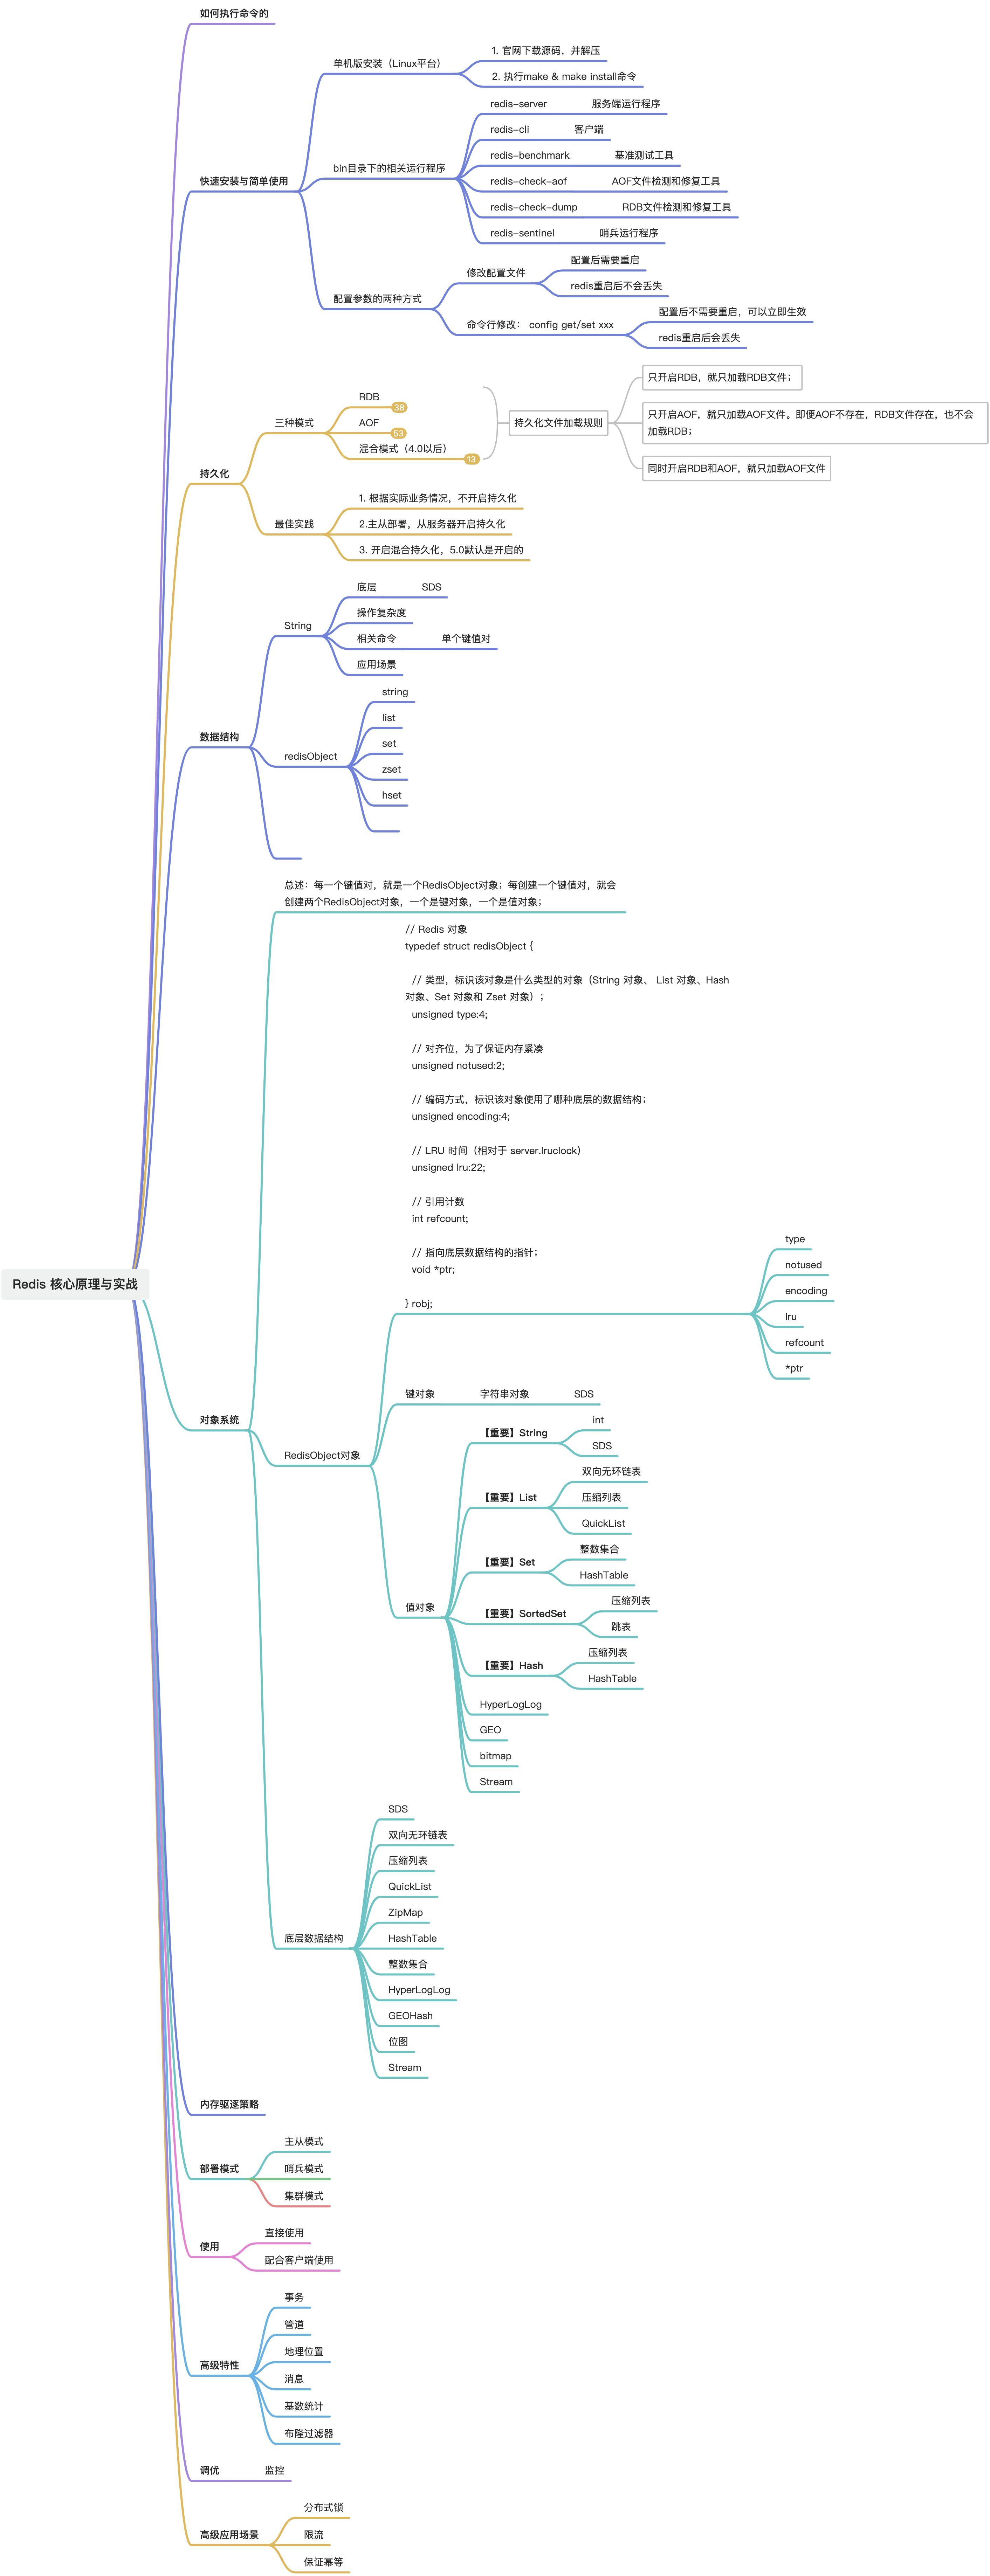 Redis 核心原理与实战
如何执行命令的
快速安装与简单使用
单机版安装（Linux平台）
1. 官网下载源码，并解压
2. 执行make & make install命令
bin目录下的相关运行程序
redis-server
服务端运行程序
redis-cli
客户端
redis-benchmark
基准测试工具
redis-check-aof
AOF文件检测和修复工具
redis-check-dump
RDB文件检测和修复工具
redis-sentinel
哨兵运行程序
配置参数的两种方式
修改配置文件
配置后需要重启
redis重启后不会丢失
命令行修改： config get/set xxx
配置后不需要重启，可以立即生效
redis重启后会丢失
持久化
三种模式
RDB
38
AOF
53
混合模式（4.0以后）
13
持久化文件加载规则
只开启RDB，就只加载RDB文件；
只开启AOF，就只加载AOF文件。即便AOF不存在，RDB文件存在，也不会
加载RDB；
同时开启RDB和AOF，就只加载AOF文件
最佳实践
1. 根据实际业务情况，不开启持久化
2.主从部署，从服务器开启持久化
3. 开启混合持久化，5.0默认是开启的
数据结构
String
底层
SDS
操作复杂度
相关命令
单个键值对
应用场景
redisObject
string
list
set
zset
hset
对象系统
总述：每一个键值对，就是一个RedisObject对象；每创建一个键值对，就会
创建两个RedisObject对象，一个是键对象，一个是值对象；
RedisObject对象
// Redis 对象
typedef struct redisObject {
// 类型，标识该对象是什么类型的对象（String 对象、 List 对象、Hash
对象、Set 对象和 Zset 对象）；
unsigned type:4;
// 对齐位，为了保证内存紧凑
unsigned notused:2;
// 编码方式，标识该对象使用了哪种底层的数据结构；
unsigned encoding:4;
// LRU 时间（相对于 server.lruclock）
unsigned lru:22;
// 引用计数
int refcount;
// 指向底层数据结构的指针；
void *ptr;
} robj;
type
notused
encoding
lru
refcount
*ptr
键对象
字符串对象
SDS
值对象
【重要】String
int
SDS
【重要】List
双向无环链表
压缩列表
QuickList
【重要】Set
整数集合
HashTable
【重要】SortedSet
压缩列表
跳表
【重要】Hash
压缩列表
HashTable
HyperLogLog
GEO
bitmap
Stream
底层数据结构
SDS
双向无环链表
压缩列表
QuickList
ZipMap
HashTable
整数集合
HyperLogLog
GEOHash
位图
Stream
内存驱逐策略
部署模式
主从模式
哨兵模式
集群模式
使用
直接使用
配合客户端使用
高级特性
事务
管道
地理位置
消息
基数统计
布隆过滤器
调优
监控
高级应用场景
分布式锁
限流
保证幂等